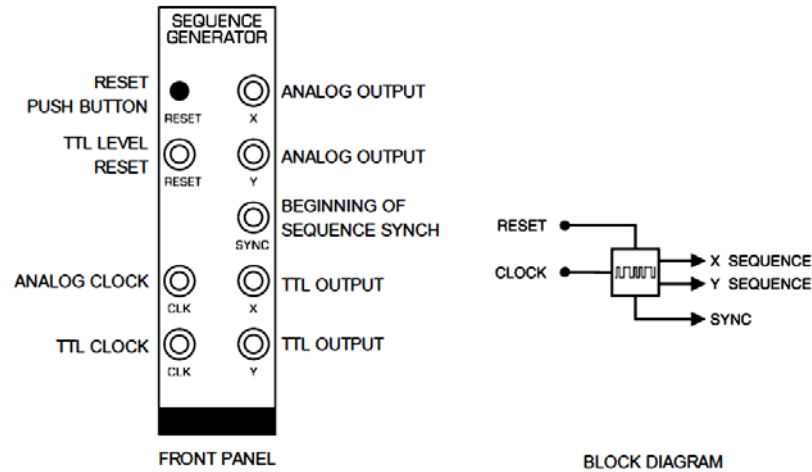 SEQUENCE
GENERATOR
RESET
PUSH BUTTON
RESET
X
ANALOG OUTPUT
TTL LEVEL
RESET
RESET
Y
ANALOG OUTPUT
SYNC
BEGINNING OF
SEQUENCE SYNCH
ANALOG CLOCK
CLK
X
TTL OUTPUT
TTL CLOCK
CLK
Y
TTL OUTPUT
FRONT PANEL
RESET
CLOCK
X SEQUENCE
Y SEQUENCE
SYNC
BLOCK DIAGRAM